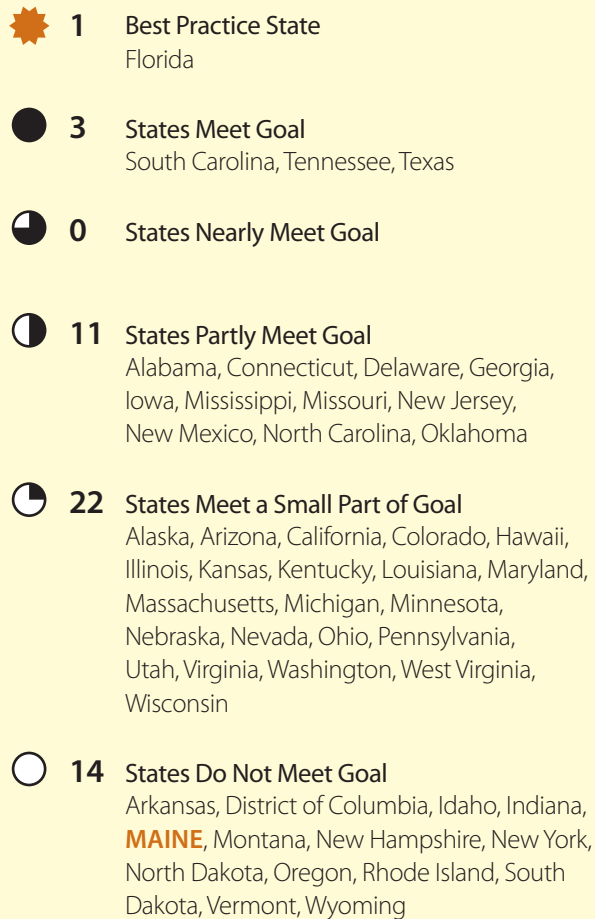 1 Best Practice State
Florida
3 States Meet Goal
South Carolina, Tennessee, Texas
0 States Nearly Meet Goal
11 States Partly Meet Goal
Alabama, Connecticut, Delaware, Georgia,
Iowa, Mississippi, Missouri, New Jersey,
New Mexico, North Carolina, Oklahoma
22 States Meet a Small Part of Goal
Alaska, Arizona, California, Colorado, Hawaii,
Illinois, Kansas, Kentucky, Louisiana, Maryland,
Massachusetts, Michigan, Minnesota,
Nebraska, Nevada, Ohio, Pennsylvania,
Utah, Virginia, Washington, West Virginia,
Wisconsin
14 States Do Not Meet Goal
Arkansas, District of Columbia, Idaho, Indiana,
MAINE, Montana, New Hampshire, New York,
North Dakota, Oregon, Rhode Island, South
Dakota, Vermont, Wyoming